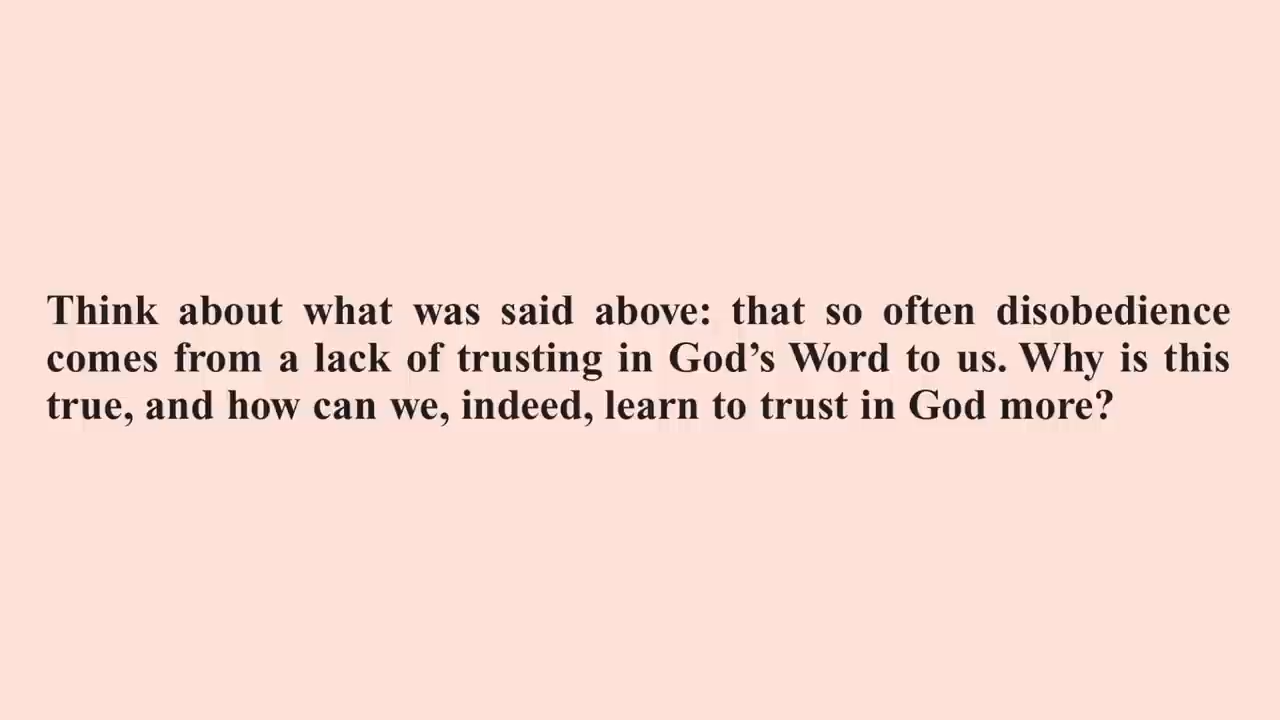 Think about what was said above: that so often disobedience
comes from a lack of trusting in God’s Word to us. Why is this
true, and how can we, indeed, learn to trust in God more?